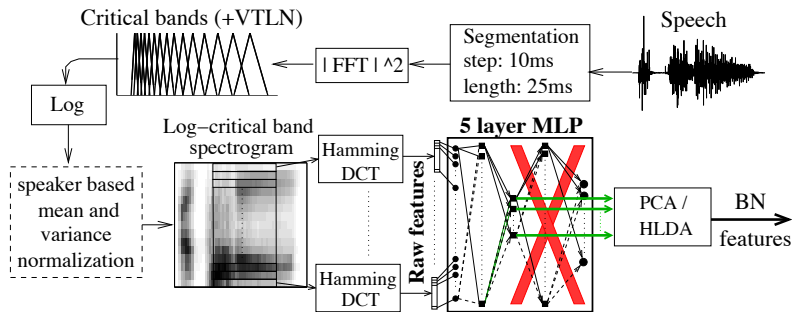 Critical bands (+VTLN)
Speech
Segmentation
step: 10ms
length: 25ms
| FFT | ^2
Log
Log−critical band
spectrogram
5 layer MLP
Hamming
DCT
speaker based
mean and
variance
normalization
Raw features
PCA /
HLDA
BN
features
Hamming
DCT